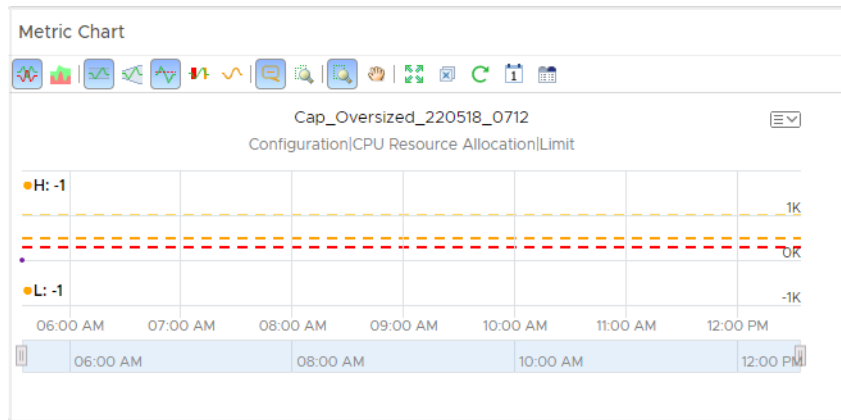 Metric Chart
1
Cap_Oversized_220518_0712
Configuration|CPU Resource Allocation|Limit
H: -1
1K
0K
L: -1
-1K
06:00 AM 07:00 AM 08:00 AM 09:00 AM 10:00 AM 11:00 AM 12:00 PM
06:00 AM 08:00 AM 10:00 AM 12:00 PM